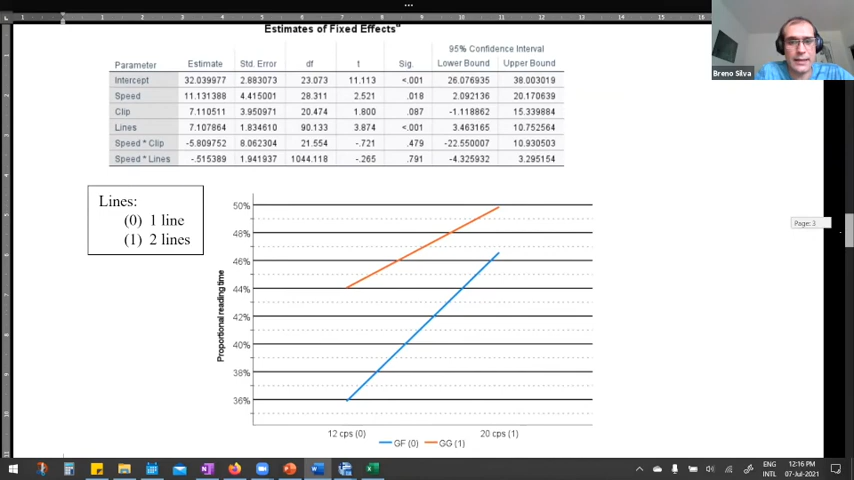 Estimates of Fixed Effects
95% Confidence Interval
Parameter Estimate Std. Error df t Sig. Lower Bound Upper Bound
Intercept 32.039977 2.883073 23.073 11.113 <.001 26.076935 38.003019
Speed 11.131388 4.415001 28.311 2.521 .018 2.092136 20.170639
Clip 7.110511 3.950971 20.474 1.800 .087 -1.118862 15.339884
Lines 7.107864 1.834610 90.133 3.874 <.001 3.463165 10.752564
Speed * Clip -5.809752 8.062304 21.554 -.721 .479 -22.550007 10.930503
Speed * Lines -.515389 1.941937 1044.118 -.265 .791 -4.325932 3.295154
Breno Silva
Lines:
(0) 1 line
(1) 2 lines
Page: 3
Proportional reading time
50%
48%
46%
44%
42%
40%
38%
36%
12 cps (0) 20 cps (1)
GF (0) GG (1)
ENG
INTL
12:16 PM
07-Jul-2021